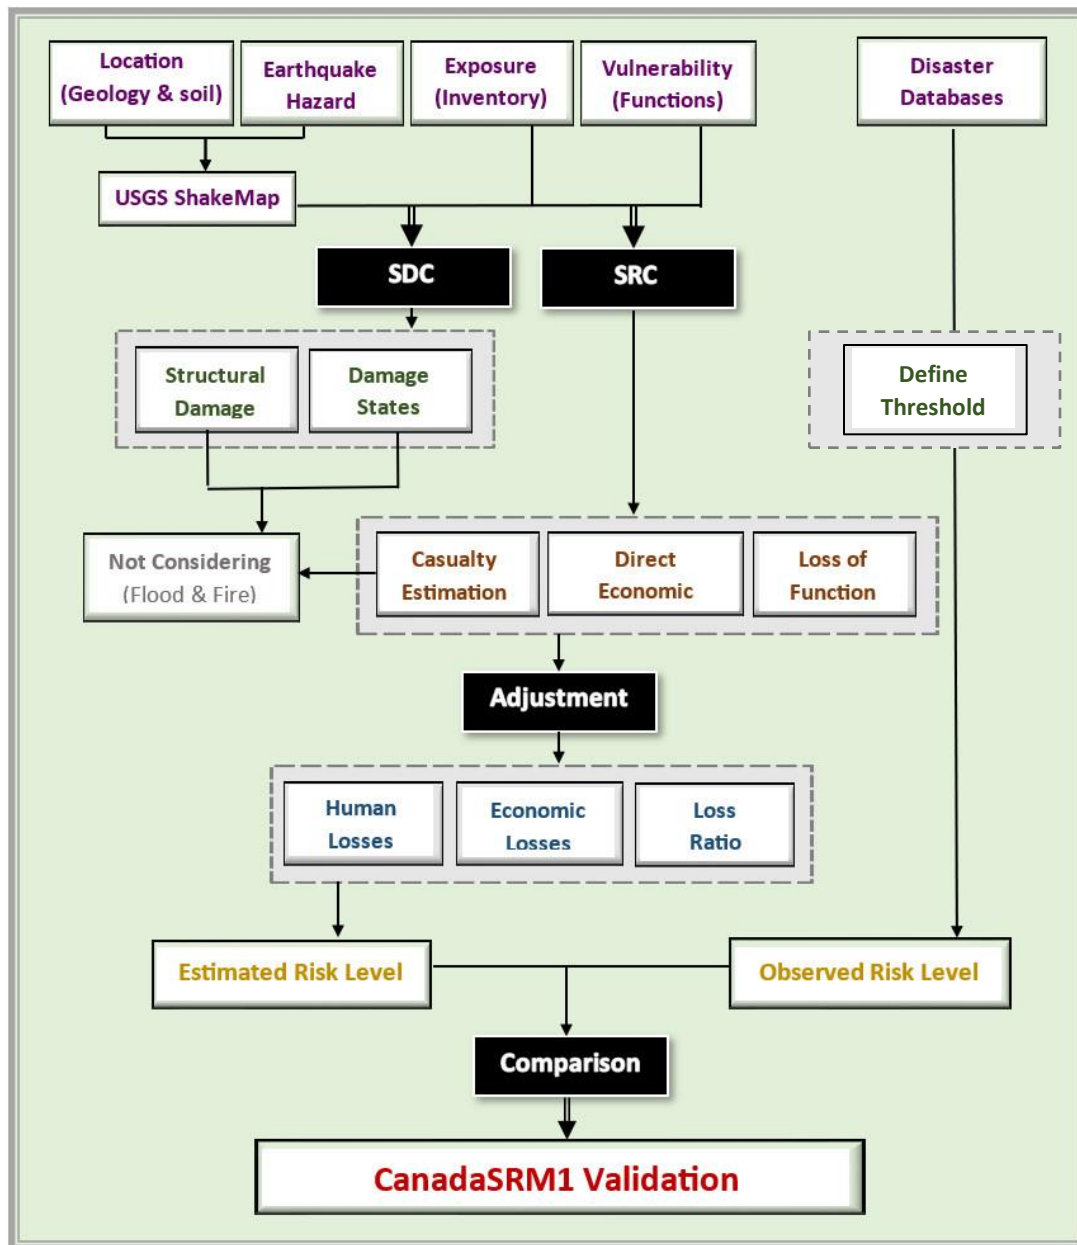 Location
(Geology & soil)
Earthquake
Hazard
Exposure
(Inventory)
Vulnerability
(Functions)
Disaster
Databases
USGS ShakeMap
SDC
SRC
Structural
Damage
Damage
States
Define
Threshold
Not Considering
(Flood & Fire)
Casualty
Estimation
Direct
Economic
Loss of
Function
Adjustment
Human
Losses
Economic
Losses
Loss
Ratio
Estimated Risk Level
Observed Risk Level
Comparison
CanadaSRM1 Validation